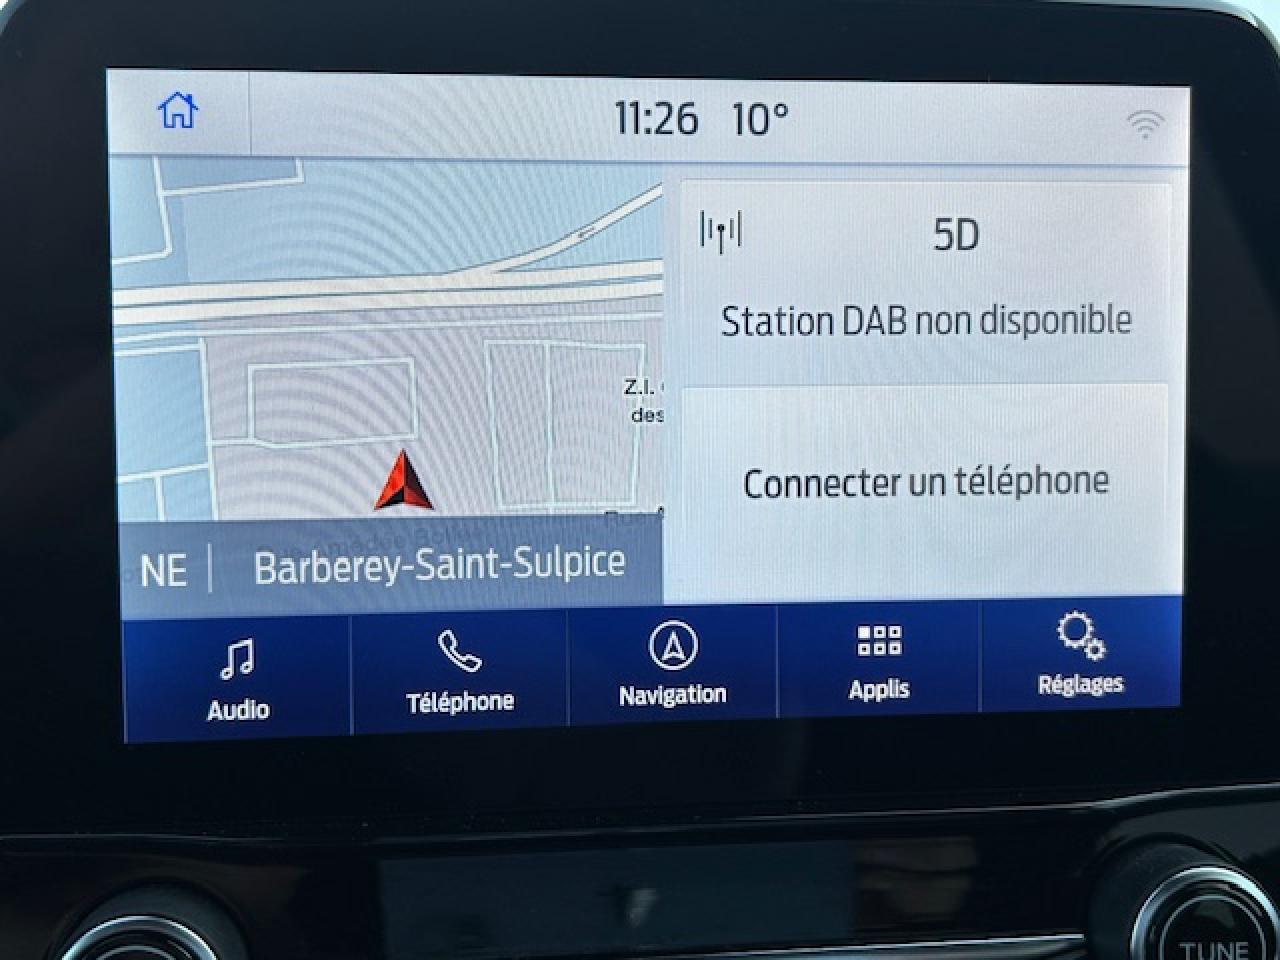 11:26 10°
5D
Station DAB non disponible
Z.I.
des
Connecter un téléphone
NE
Barberey-Saint-Sulpice
Audio
Téléphone
Navigation
Applis
Réglages
TUNE